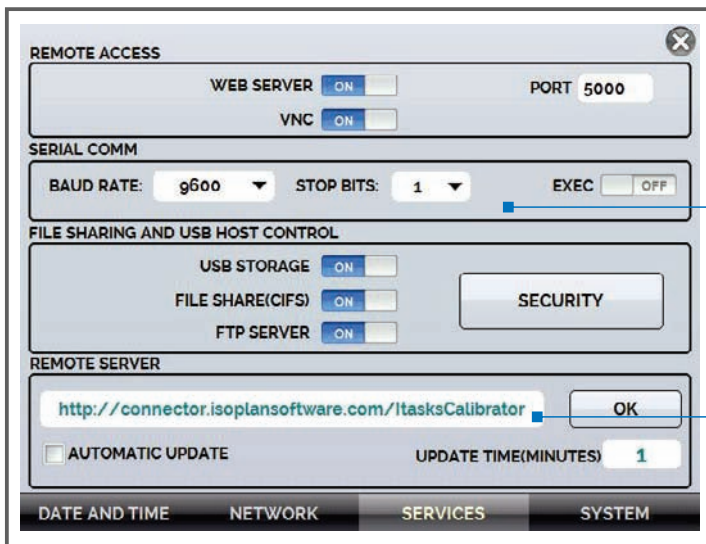 REMOTE ACCESS
WEB SERVER ON PORT 5000
VNC ON
SERIAL COMM
BAUD RATE: 9600 STOP BITS: 1 EXEC OFF
FILE SHARING AND USB HOST CONTROL
USB STORAGE ON
FILE SHARE(CIFS) ON SECURITY
FTP SERVER ON
REMOTE SERVER
http://connector.isoplansoftware.com/ItasksCalibrator OK
AUTOMATIC UPDATE UPDATE TIME(MINUTES) 1
DATE AND TIME NETWORK SERVICES SYSTEM